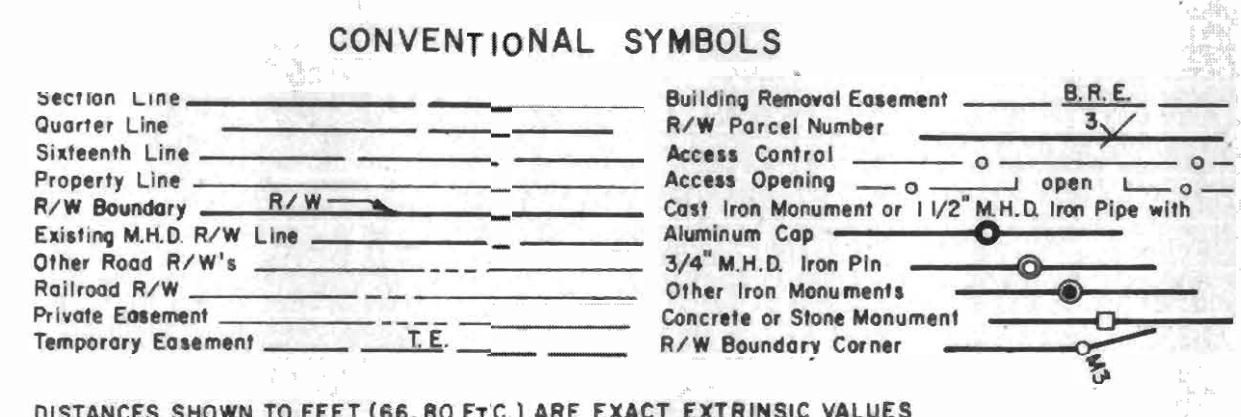 CONVENTIONAL SYMBOLS
Section Line
Quarter Line
Sixteenth Line
Property Line
R/W Boundary R/W
Existing M.H.D. R/W Line
Other Road R/W's
Railroad R/W
Private Easement
Temporary Easement T.E.
Building Removal Easement B.R.E.
R/W Parcel Number 3
Access Control
Access Opening open
Cast Iron Monument or 1 1/2" M.H.D. Iron Pipe with
Aluminum Cap
3/4" M.H.D. Iron Pin
Other Iron Monuments
Concrete or Stone Monument
R/W Boundary Corner M3
DISTANCES SHOWN TO FEET (66, 80 ETC.) ARE EXACT EXTRINSIC VALUES